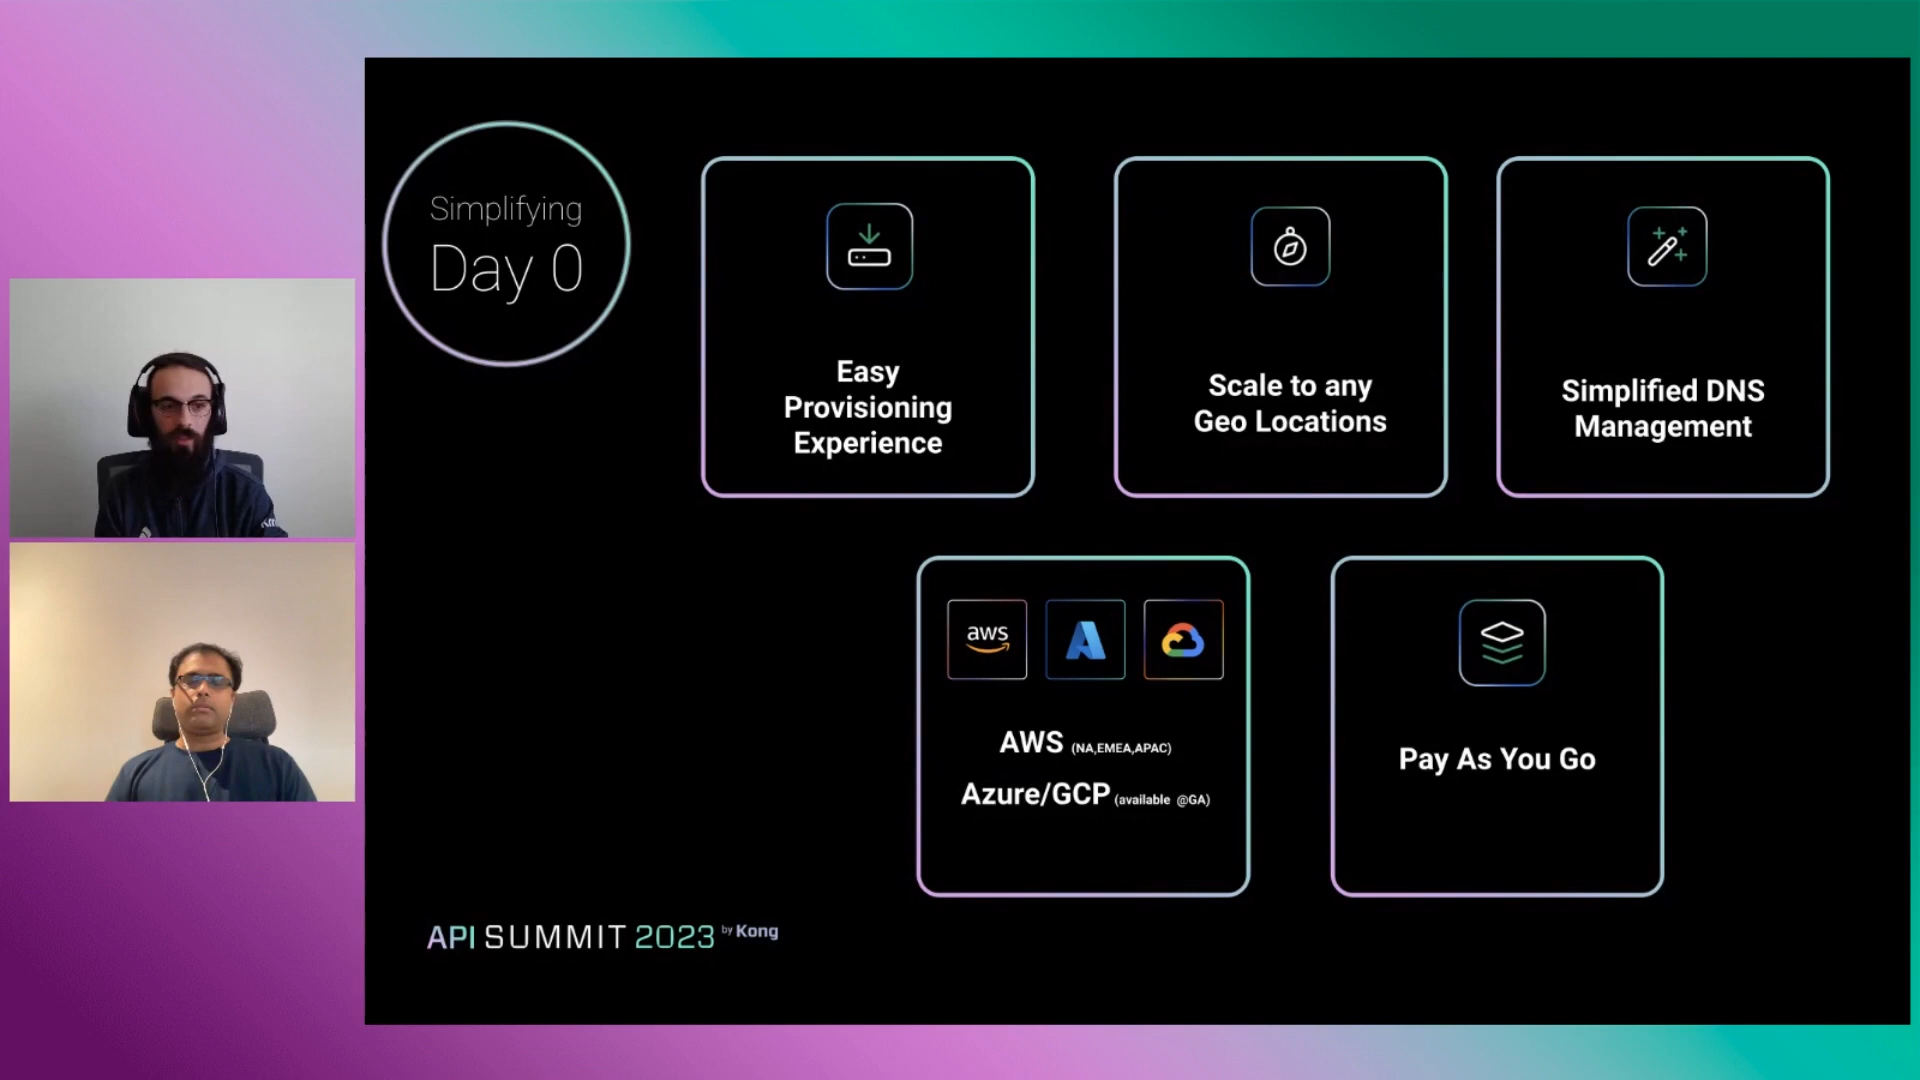 Simplifying
Day 0
Easy
Provisioning
Experience
Scale to any
Geo Locations
Simplified DNS
Management
aws
AWS (NA,EMEA,APAC)
Azure/GCP (available @GA)
Pay As You Go
API SUMMIT 2023 by Kong